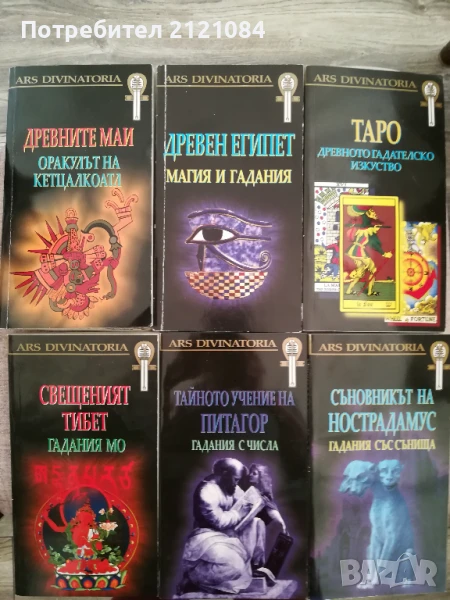 Потребител 2121084
ARS DIVINATORIA
ДРЕВНИТЕ МАИ
ОРАКУЛЪТ НА
КЕТЦАЛКОАТЛ
ARS DIVINATORIA
ДРЕВЕН ЕГИПЕТ
МАГИЯ И ГАДАНИЯ
ARS DIVINATORIA
ТАРО
ДРЕВНОТО ГАДАТЕЛСКО
ИЗКУСТВО
ARS DIVINATORIA
СВЕЩЕНИЯТ
ТИБЕТ
ГАДАНИЯ МО
ARS DIVINATORIA
ТАЙНОТО УЧЕНИЕ НА
ПИТАГОР
ГАДАНИЯ С ЧИСЛА
ARS DIVINATORIA
СЪНОВНИКЪТ НА
НОСТРАДАМУС
ГАДАНИЯ СЪС СЪНИЩА
BAZAR